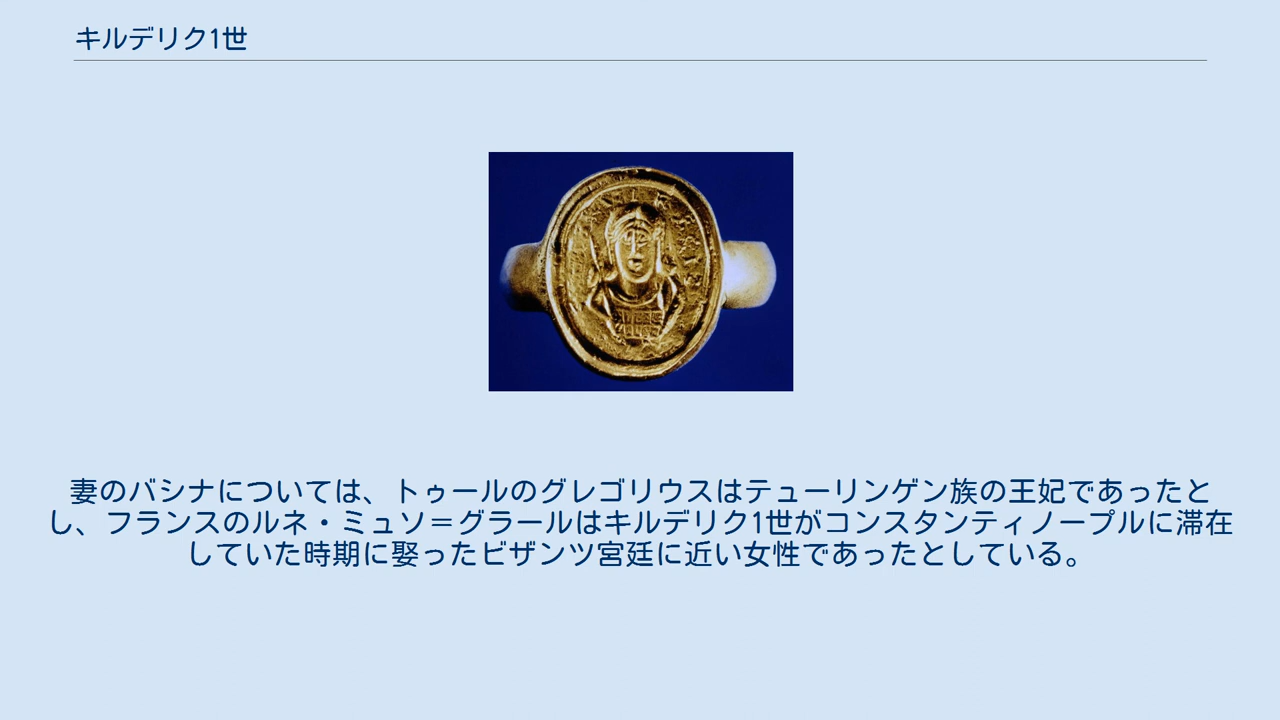 キルデリク1世
妻のバシナについては、トゥールのグレゴリウスはテューリンゲン族の王妃であったと
し、フランスのルネ・ミュソ＝グラールはキルデリク1世がコンスタンティノープルに滞在
していた時期に娶ったビザンツ宮廷に近い女性であったとしている。